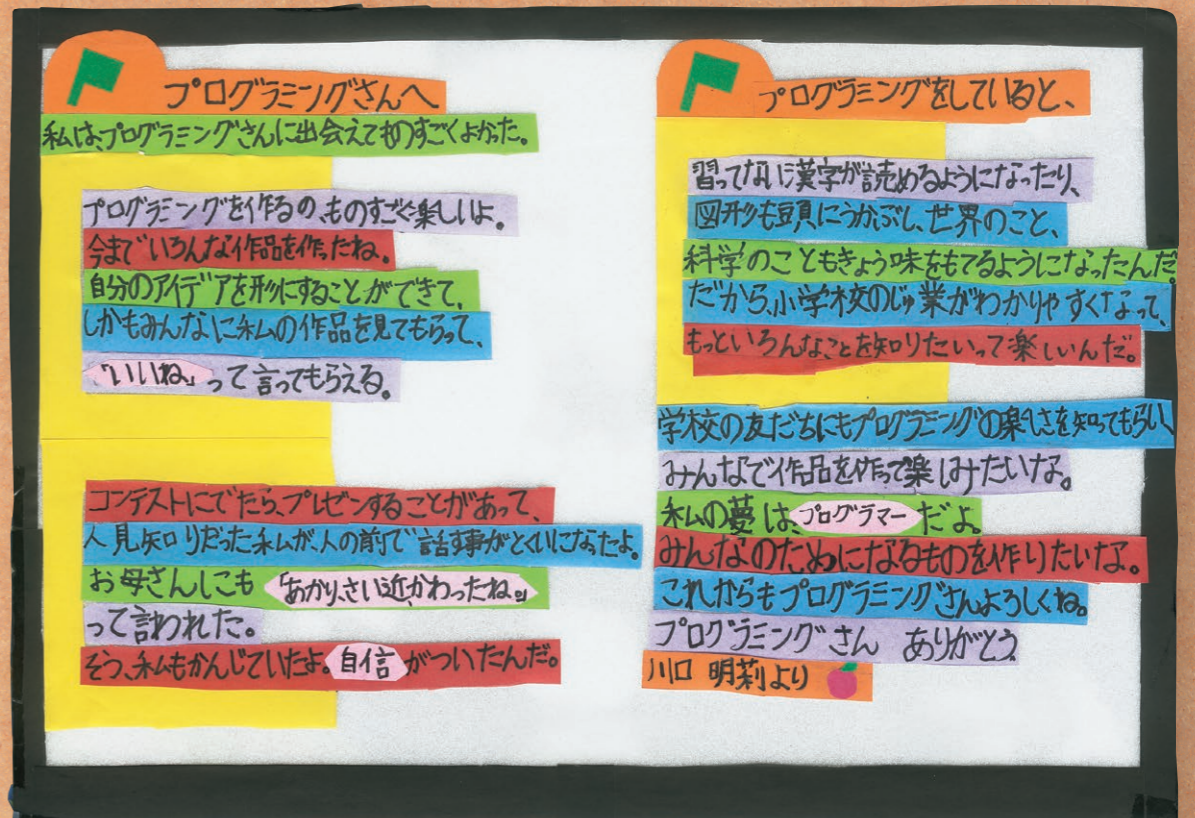 プログラミングさんへ
私は、プログラミングさんに出会えてものすごくよかった。
プログラミングを作るの、ものすごく楽しいよ。
今までいろんな作品を作ったね。
自分のアイデアを形にすることができて、
しかもみんなに私の作品を見てもらって、
「いいね」って言ってもらえる。
コンテストにでたら、プレゼンすることがあって、
人見知りだった私が、人の前で話す事がとくいになったよ。
お母さんにも「あかり、さい近かわったね。」
って言われた。
そう、私もかんじていたよ。自信がついたんだ。
プログラミングをしていると、
習ってない漢字が読めるようになったり、
図形も頭にうかぶし、世界のこと、
科学のこともきょう味をもてるようになったんだ。
だから、小学校のじゅ業がわかりやすくなって、
もっといろんなことを知りたいって楽しいんだ。
学校の友だちにもプログラミングの楽しさを知ってもらい、
みんなで作品を作って楽しみたいな。
私の夢は、プログラマーだよ。
みんなのためになるものを作りたいな。
これからもプログラミングさんよろしくね。
プログラミングさん ありがとう
川口 明莉より